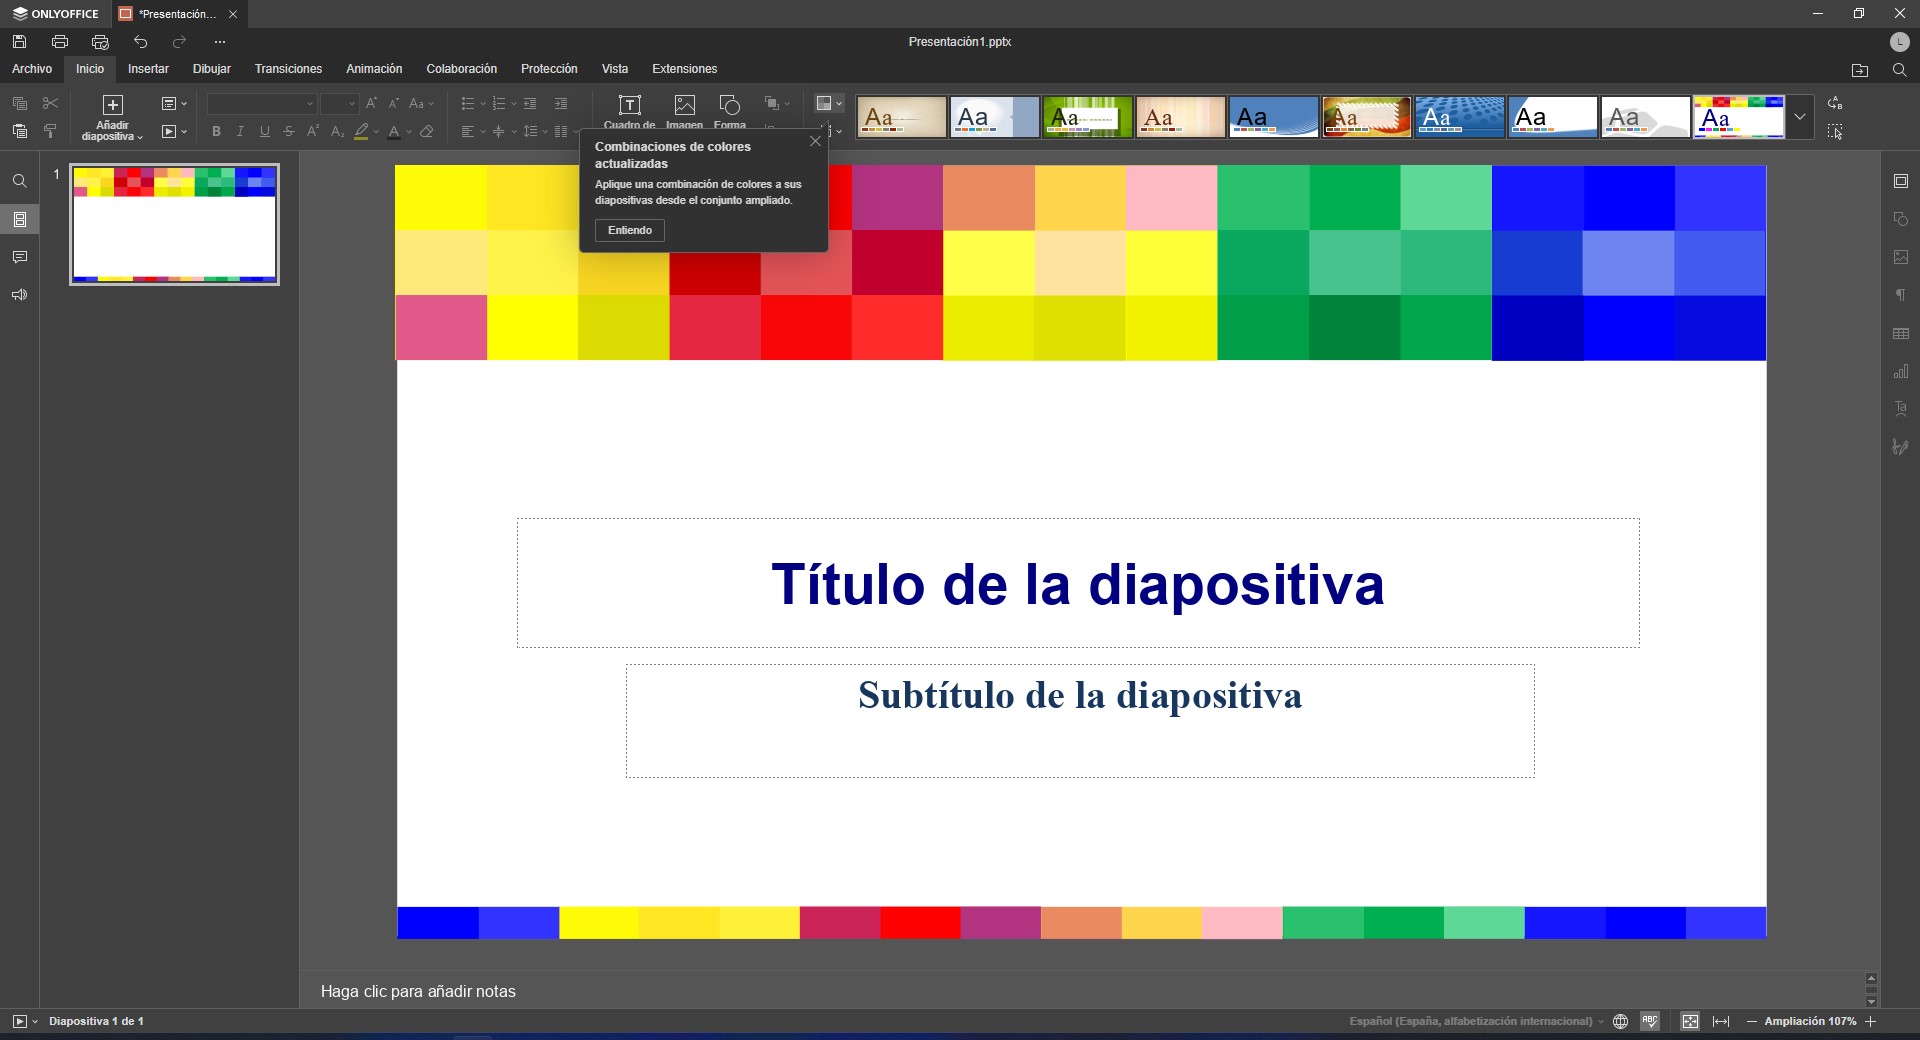 ONLYOFFICE
*Presentación...
Presentación1.pptx
L
Archivo
Inicio
Insertar
Dibujar
Transiciones
Animación
Colaboración
Protección
Vista
Extensiones
Añadir
diapositiva
Aa
Cuadro de
Imagen
Forma
Aa
Aa
Aa
Aa
Aa
Aa
Aa
Aa
Aa
Aa
1
Combinaciones de colores
actualizadas
Aplique una combinación de colores a sus
diapositivas desde el conjunto ampliado.
Entiendo
Título de la diapositiva
Subtítulo de la diapositiva
Haga clic para añadir notas
Diapositiva 1 de 1
Español (España, alfabetización internacional)
ABC
Ampliación 107%